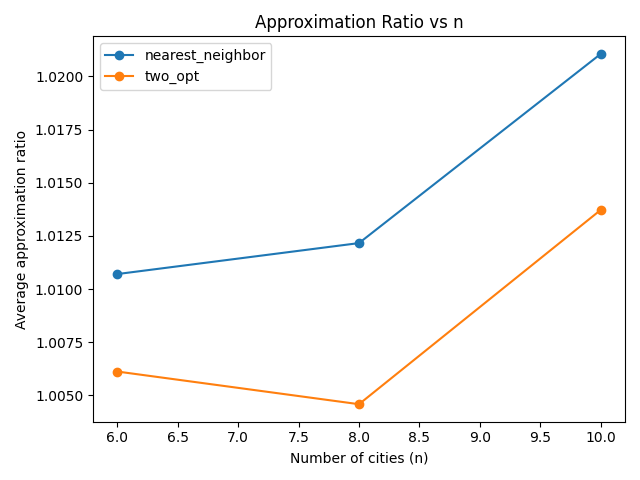 Approximation Ratio vs n
nearest_neighbor
two_opt
Average approximation ratio
1.0200
1.0175
1.0150
1.0125
1.0100
1.0075
1.0050
6.0 6.5 7.0 7.5 8.0 8.5 9.0 9.5 10.0
Number of cities (n)